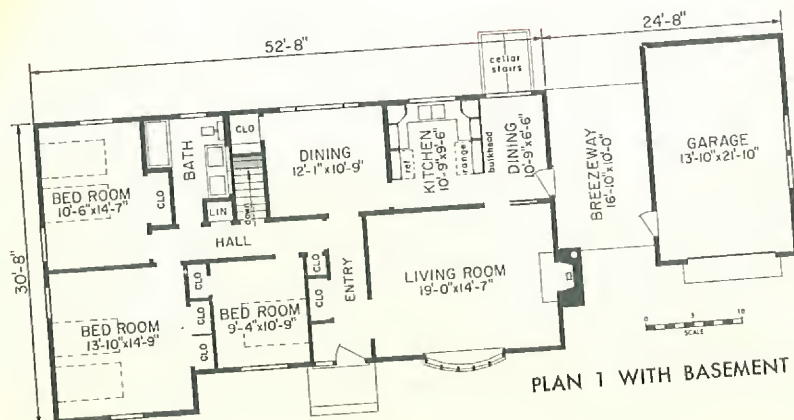 52'-8"
24'-8"
cellar
stairs
CLO
BATH
DINING
12'-1"x10'-9"
KITCHEN
10'-9"x9'-6"
ref.
range
bulkhead
DINING
10'-9"x6'-6"
BREEZEWAY
16'-10"x10'-0"
GARAGE
13'-10"x21'-10"
BED ROOM
10'-6"x14'-7"
CLO
LIN
down
HALL
30'-8"
CLO
CLO
CLO
BED ROOM
13'-10"x14'-9"
BED ROOM
9'-4"x10'-9"
CLO
CLO
ENTRY
LIVING ROOM
19'-0"x14'-7"
0 5 10
SCALE
PLAN 1 WITH BASEMENT